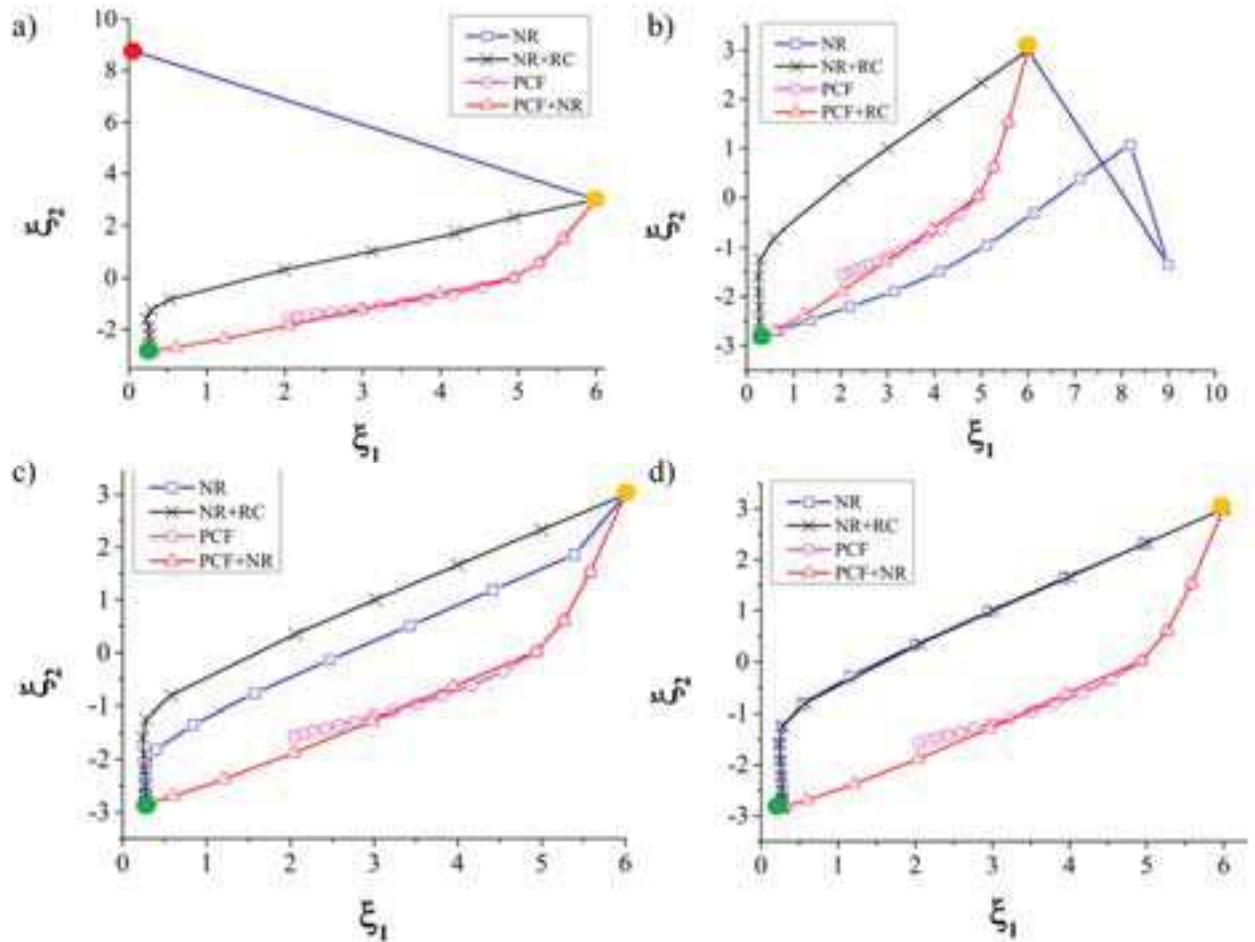 a)
10
8
6
4
2
0
-2
0 1 2 3 4 5 6
ξ2
ξ1
NR
NR+RC
PCF
PCF+NR
b)
3
2
1
0
-1
-2
-3
0 1 2 3 4 5 6 7 8 9 10
ξ2
ξ1
NR
NR+RC
PCF
PCF+RC
c)
3
2
1
0
-1
-2
-3
0 1 2 3 4 5 6
ξ2
ξ1
NR
NR+RC
PCF
PCF+NR
d)
3
2
1
0
-1
-2
-3
0 1 2 3 4 5 6
ξ2
ξ1
NR
NR+RC
PCF
PCF+NR